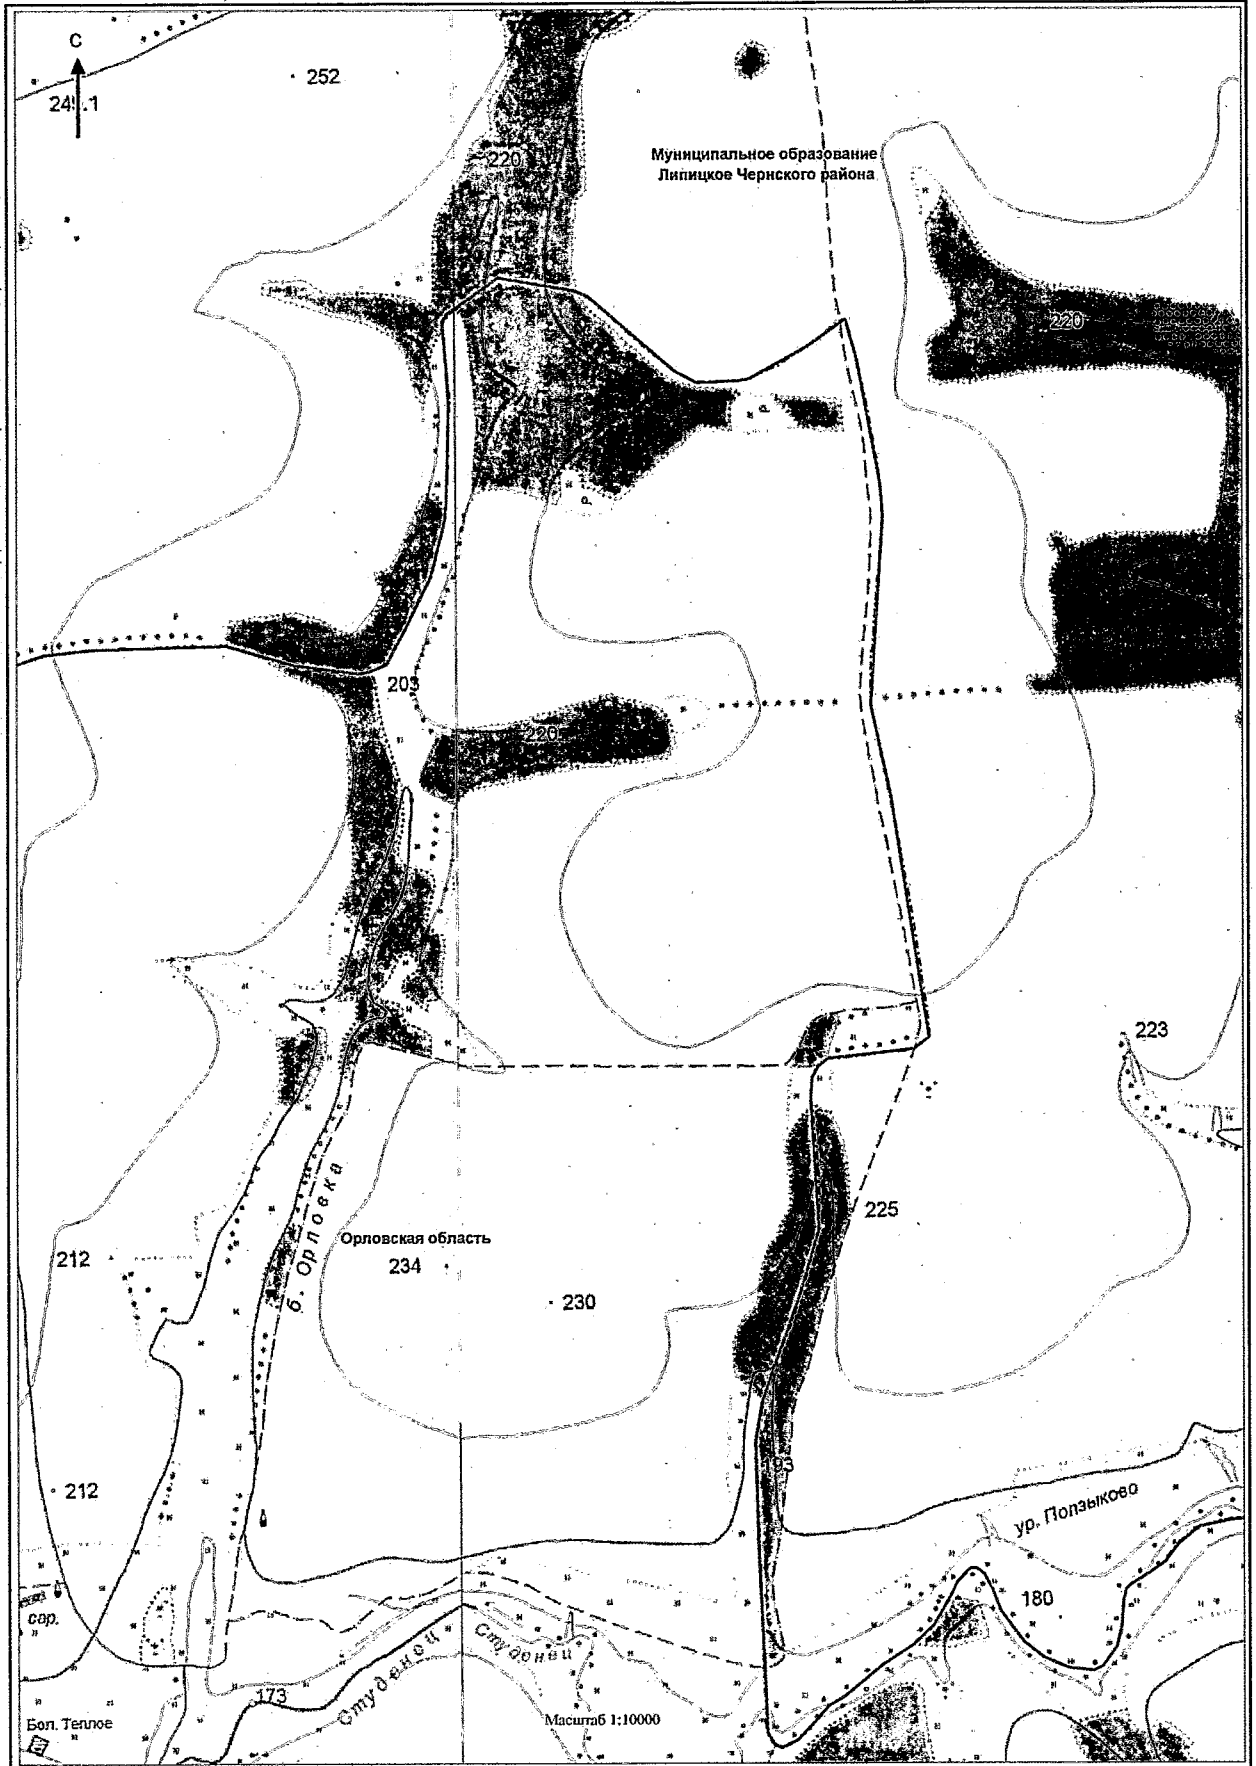 С
252
220
Муниципальное образование
Липицкое Чернского района
220
203
220
223
225
212
б. Орловка
Орловская область
234
230
212
193
ур. Ползыково
180
сар.
Студенец
Студенец
173
Бол. Теплое
Масштаб 1:10000